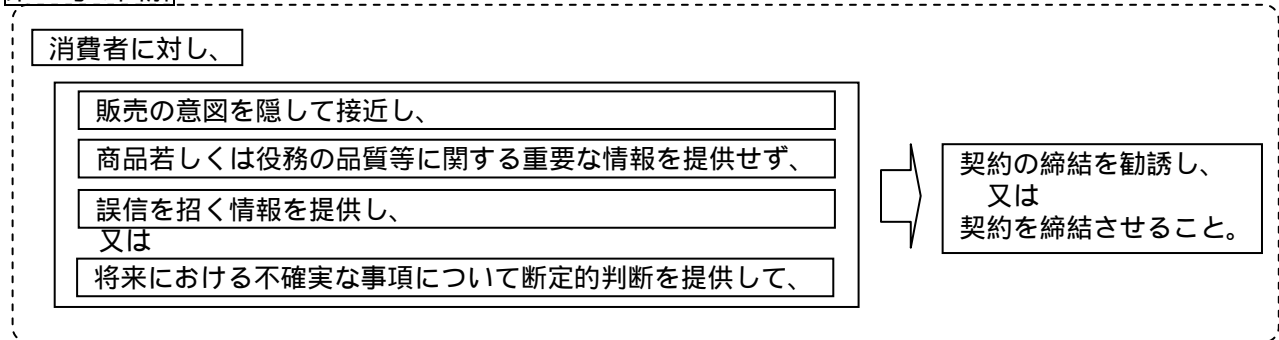 消費者に対し、
販売の意図を隠して接近し、
商品若しくは役務の品質等に関する重要な情報を提供せず、
誤信を招く情報を提供し、
又は
将来における不確実な事項について断定的判断を提供して、
契約の締結を勧誘し、
又は
契約を締結させること。